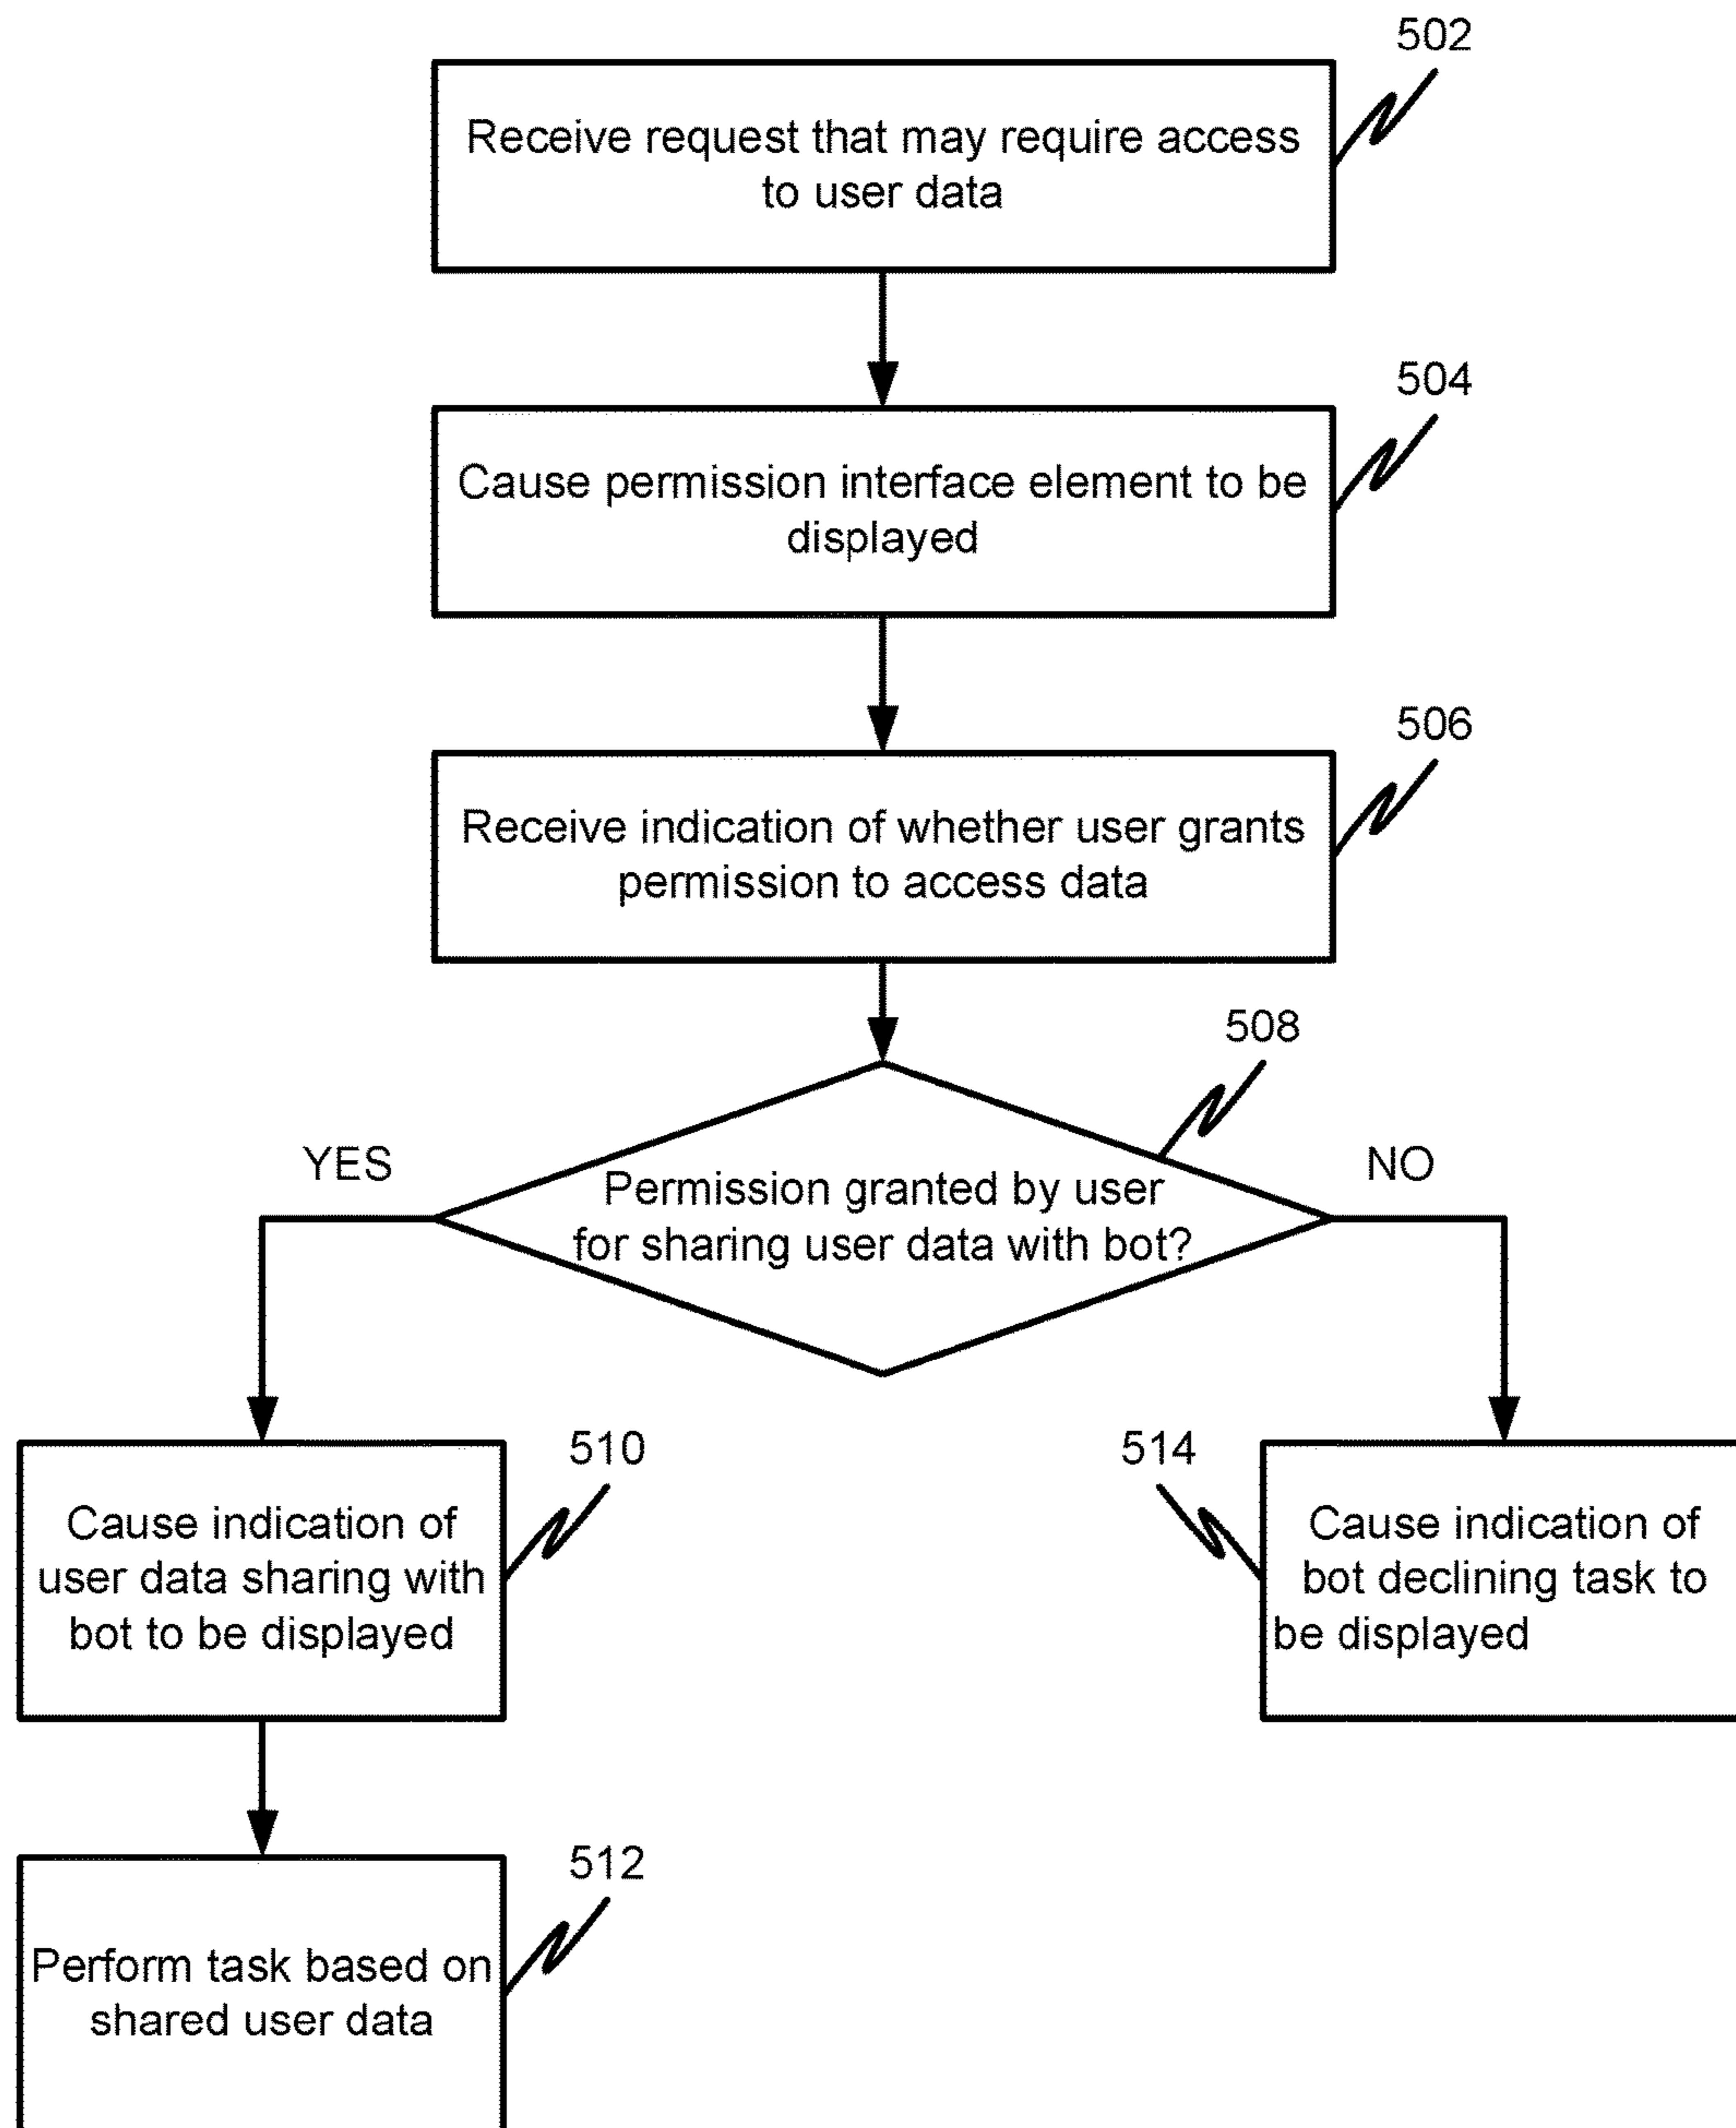 502
Receive request that may require access
to user data
504
Cause permission interface element to be
displayed
506
Receive indication of whether user grants
permission to access data
508
YES
NO
Permission granted by user
for sharing user data with bot?
510
514
Cause indication of
user data sharing with
bot to be displayed
Cause indication of
bot declining task to
be displayed
512
Perform task based on
shared user data